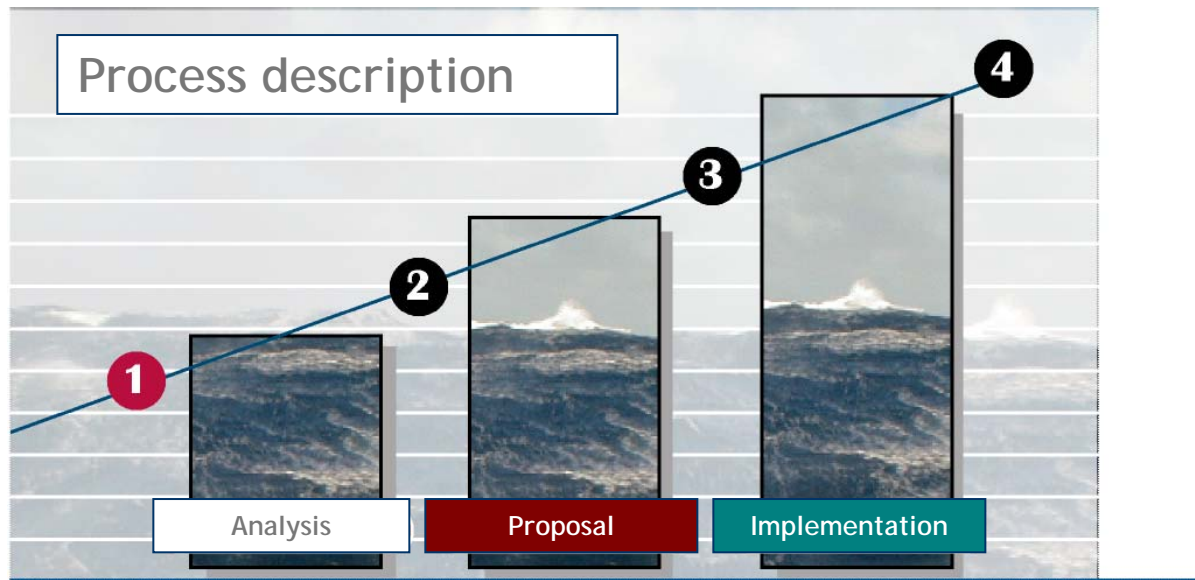 Process description
4
3
2
1
Analysis
Proposal
Implementation